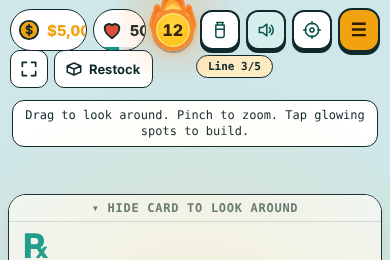 $5,00
50
12
Restock
Line 3/5
Drag to look around. Pinch to zoom. Tap glowing
spots to build.
▾ HIDE CARD TO LOOK AROUND
℞